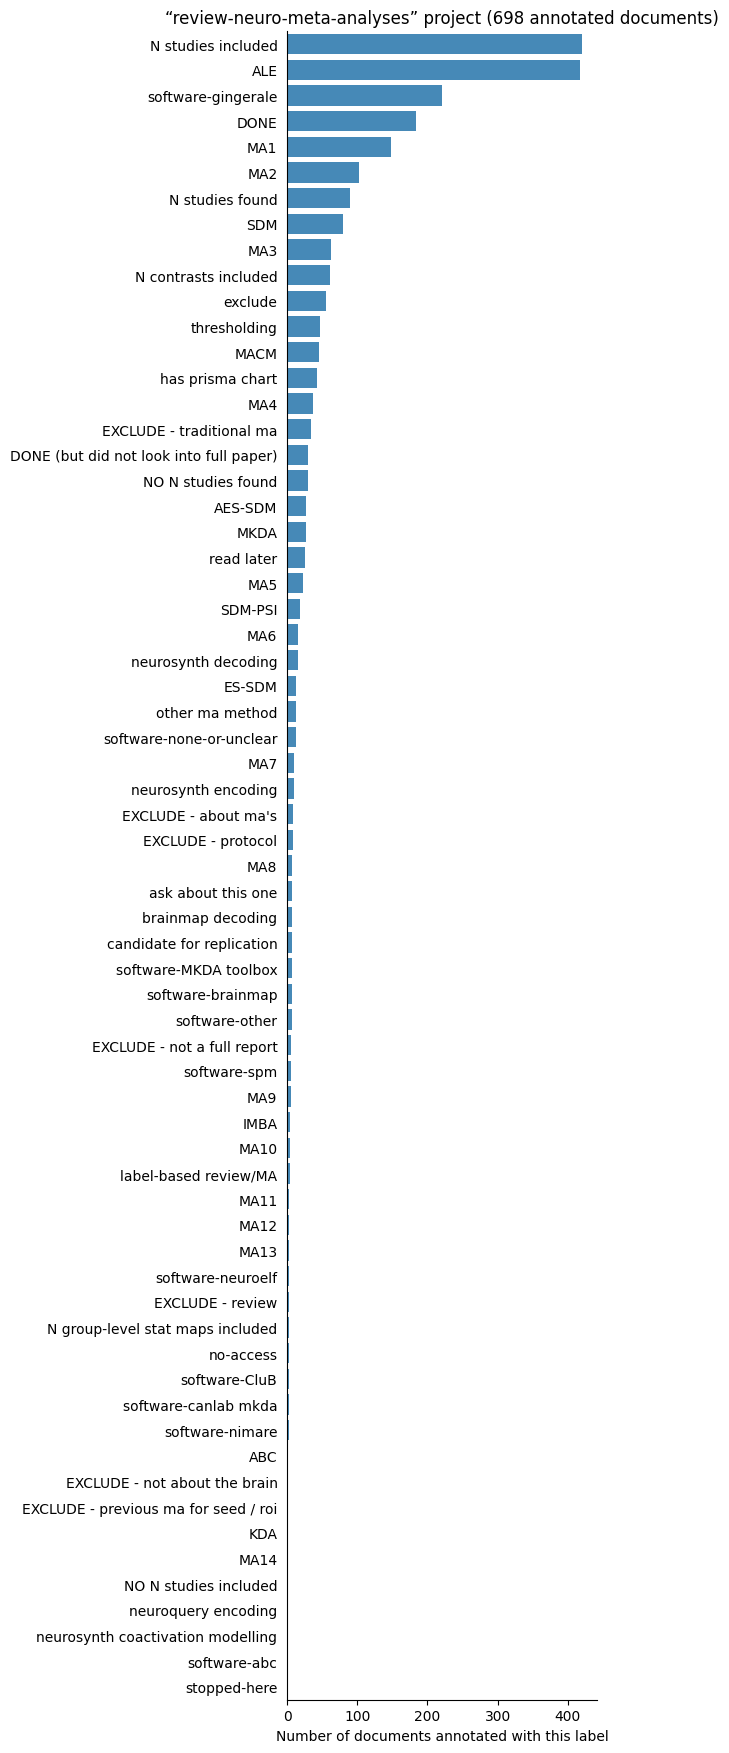 “review-neuro-meta-analyses” project (698 annotated documents)
N studies included
ALE
software-gingerale
DONE
MA1
MA2
N studies found
SDM
MA3
N contrasts included
exclude
thresholding
MACM
has prisma chart
MA4
EXCLUDE - traditional ma
DONE (but did not look into full paper)
NO N studies found
AES-SDM
MKDA
read later
MA5
SDM-PSI
MA6
neurosynth decoding
ES-SDM
other ma method
software-none-or-unclear
MA7
neurosynth encoding
EXCLUDE - about ma's
EXCLUDE - protocol
MA8
ask about this one
brainmap decoding
candidate for replication
software-MKDA toolbox
software-brainmap
software-other
EXCLUDE - not a full report
software-spm
MA9
IMBA
MA10
label-based review/MA
MA11
MA12
MA13
software-neuroelf
EXCLUDE - review
N group-level stat maps included
no-access
software-CluB
software-canlab mkda
software-nimare
ABC
EXCLUDE - not about the brain
EXCLUDE - previous ma for seed / roi
KDA
MA14
NO N studies included
neuroquery encoding
neurosynth coactivation modelling
software-abc
stopped-here
0 100 200 300 400
Number of documents annotated with this label